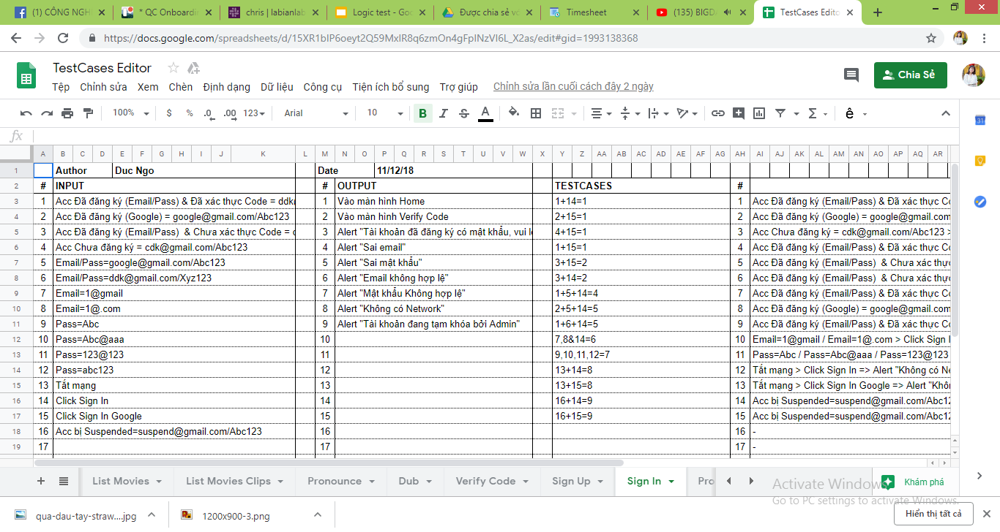 (1) CÔNG NGH
* QC Onboardin
chris | labianlab
Logic test - Goo
Được chia sẻ vớ
Timesheet
(135) BIGD
TestCases Edito
https://docs.google.com/spreadsheets/d/15XR1bIP6oeyt2Q59MxIR8q6zmOn4gFpINzVI6L_X2as/edit#gid=1993138368
TestCases Editor
Tệp Chỉnh sửa Xem Chèn Định dạng Dữ liệu Công cụ Tiện ích bổ sung Trợ giúp Chỉnh sửa lần cuối cách đây 2 ngày
Chia Sẻ
100% $ % .0 .00 123 Arial 10 B I S A Σ ê
31
fx
A B C D E F G H I J K L M N O P Q R S T U V W X Y Z AA AB AC AD AE AF AG AH AI AJ AK AL AM AN AO AP AQ AR
1 Author Duc Ngo Date 11/12/18
2 # INPUT # OUTPUT TESTCASES #
3 1 Acc Đã đăng ký (Email/Pass) & Đã xác thực Code = ddk 1 Vào màn hình Home 1+14=1 1 Acc Đã đăng ký (Email/Pass) & Đã xác thực Co
4 2 Acc Đã đăng ký (Google) = google@gmail.com/Abc123 2 Vào màn hình Verify Code 2+15=1 2 Acc Đã đăng ký (Google) = google@gmail.com
5 3 Acc Đã đăng ký (Email/Pass)  & Chưa xác thực Code = c 3 Alert "Tài khoản đã đăng ký có mật khẩu, vui l 4+15=1 3 Acc Chưa đăng ký = cdk@gmail.com/Abc123 >
6 4 Acc Chưa đăng ký = cdk@gmail.com/Abc123 4 Alert "Sai email" 1+15=1 4 Acc Đã đăng ký (Email/Pass) & Đã xác thực Co
7 5 Email/Pass=google@gmail.com/Abc123 5 Alert "Sai mật khẩu" 3+15=2 5 Acc Đã đăng ký (Email/Pass)  & Chưa xác thực
8 6 Email/Pass=ddk@gmail.com/Xyz123 6 Alert "Email không hợp lệ" 3+14=2 6 Acc Đã đăng ký (Email/Pass)  & Chưa xác thực
9 7 Email=1@gmail 7 Alert "Mật khẩu Không hợp lệ" 1+5+14=4 7 Acc Đã đăng ký (Email/Pass) & Đã xác thực Co
10 8 Email=1@.com 8 Alert "Không có Network" 2+5+14=5 8 Acc Đã đăng ký (Google) = google@gmail.com
11 9 Pass=Abc 9 Alert "Tài khoản đang tam khóa bởi Admin" 1+6+14=5 9 Acc Đã đăng ký (Email/Pass) & Đã xác thực Co
12 10 Pass=Abc@aaa 10 7,8&14=6 10 Email=1@gmail / Email=1@.com > Click Sign I
13 11 Pass=123@123 11 9,10,11,12=7 11 Pass=Abc / Pass=Abc@aaa / Pass=123@123
14 12 Pass=abc123 12 13+14=8 12 Tắt mạng > Click Sign In => Alert "Không có Ne
15 13 Tắt mạng 13 13+15=8 13 Tắt mạng > Click Sign In Google => Alert "Khôn
16 14 Click Sign In 14 16+14=9 14 Acc bị Suspended=suspend@gmail.com/Abc12
17 15 Click Sign In Google 15 16+15=9 15 Acc bị Suspended=suspend@gmail.com/Abc12
18 16 Acc bị Suspended=suspend@gmail.com/Abc123 16 16 -
19 17 17 17 -
List Movies List Movies Clips Pronounce Dub Verify Code Sign Up Sign In Pro Khám phá
Activate Windows
Go to PC settings to activate Windows.
qua-dau-tay-straw....jpg 1200x900-3.png Hiển thị tất cả